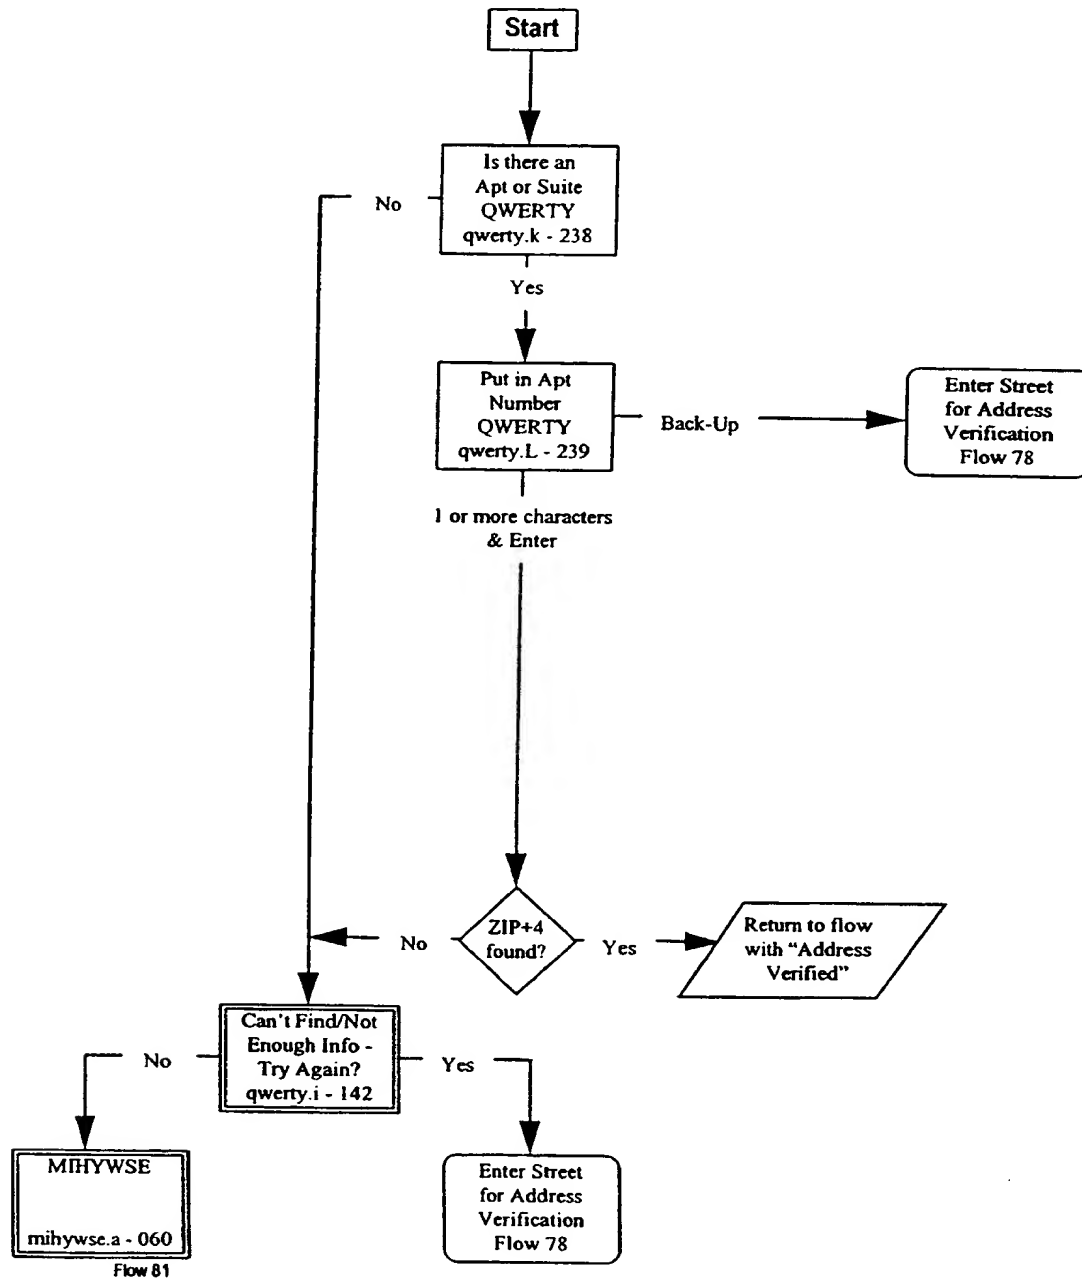 Start
Is there an
Apt or Suite
QWERTY
qwerty.k - 238
No
Yes
Put in Apt
Number
QWERTY
qwerty.L - 239
Back-Up
Enter Street
for Address
Verification
Flow 78
1 or more characters
& Enter
ZIP+4
found?
No
Yes
Return to flow
with “Address
Verified”
Can't Find/Not
Enough Info -
Try Again?
qwerty.i - 142
No
Yes
MIHYWSE
mihywse.a - 060
Flow 81
Enter Street
for Address
Verification
Flow 78